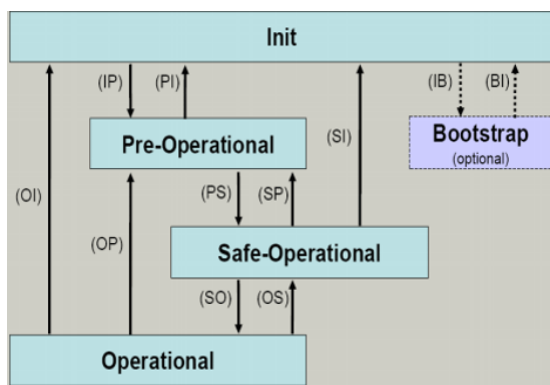 Init
(IP) (PI) (IB) (BI)
(SI)
Pre-Operational
Bootstrap
(optional)
(OI)
(PS) (SP)
(OP)
Safe-Operational
(SO) (OS)
Operational